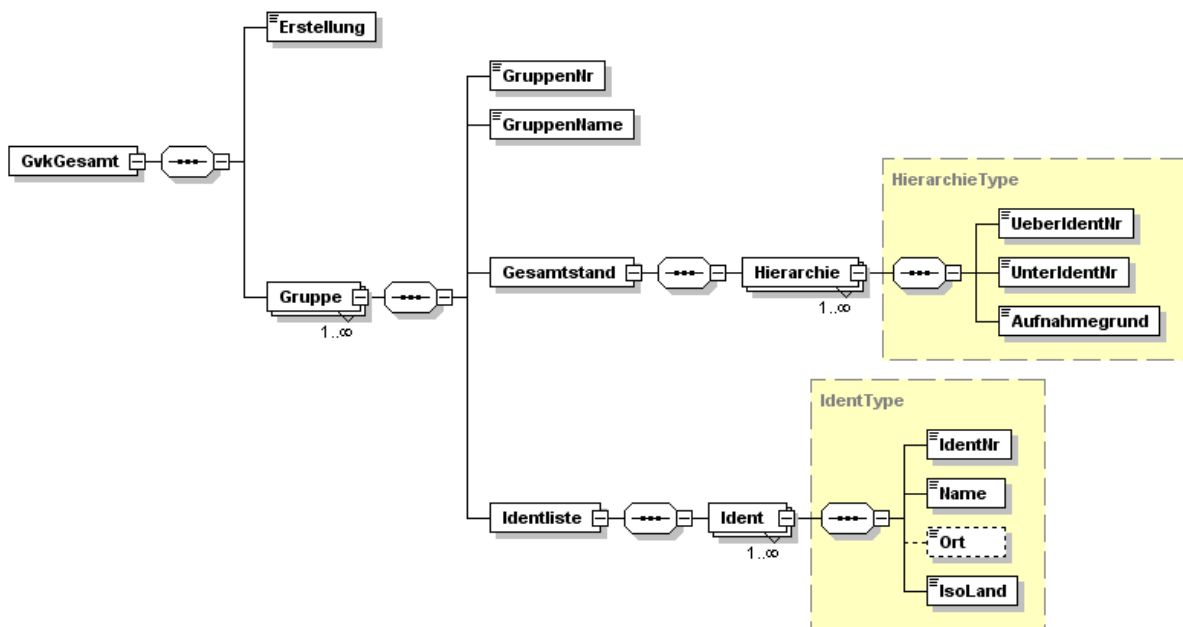 Erstellung
GruppenNr
GruppenName
GvkGesamt
HierarchieType
UeberIdentNr
Gesamtstand
Hierarchie
UnterIdentNr
Gruppe
1..∞
1..∞
Aufnahmegrund
IdentType
IdentNr
Name
Identliste
Ident
1..∞
Ort
IsoLand